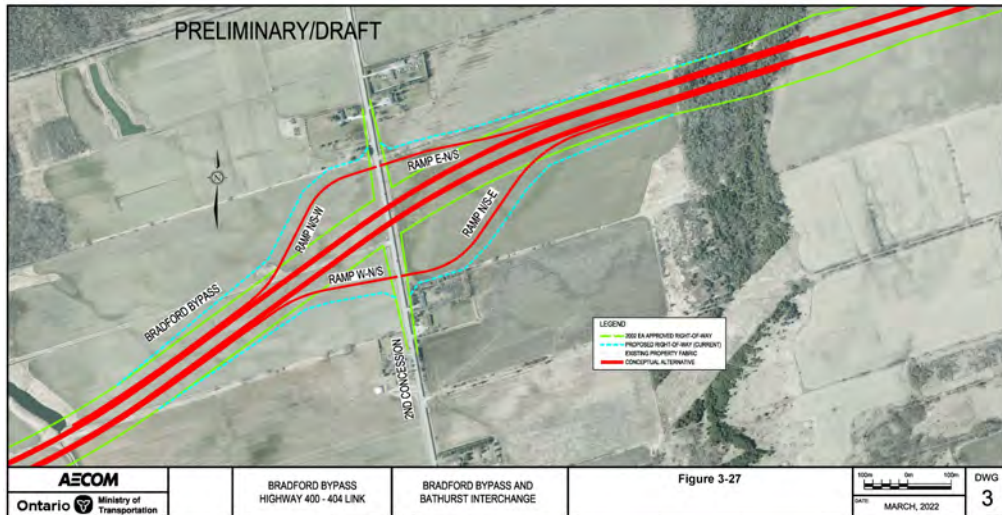 PRELIMINARY/DRAFT
RAMP E-N/S
RAMP N/S-W
RAMP N/S-E
RAMP W-N/S
BRADFORD BYPASS
2ND CONCESSION
LEGEND
2002 EA APPROVED RIGHT-OF-WAY
PROPOSED RIGHT-OF-WAY (CURRENT)
EXISTING PROPERTY FABRIC
CONCEPTUAL ALTERNATIVE
AECOM
Ontario Ministry of
Transportation
BRADFORD BYPASS
HIGHWAY 400 - 404 LINK
BRADFORD BYPASS AND
BATHURST INTERCHANGE
Figure 3-27
100m 0m 100m
DATE:
MARCH, 2022
DWG
3